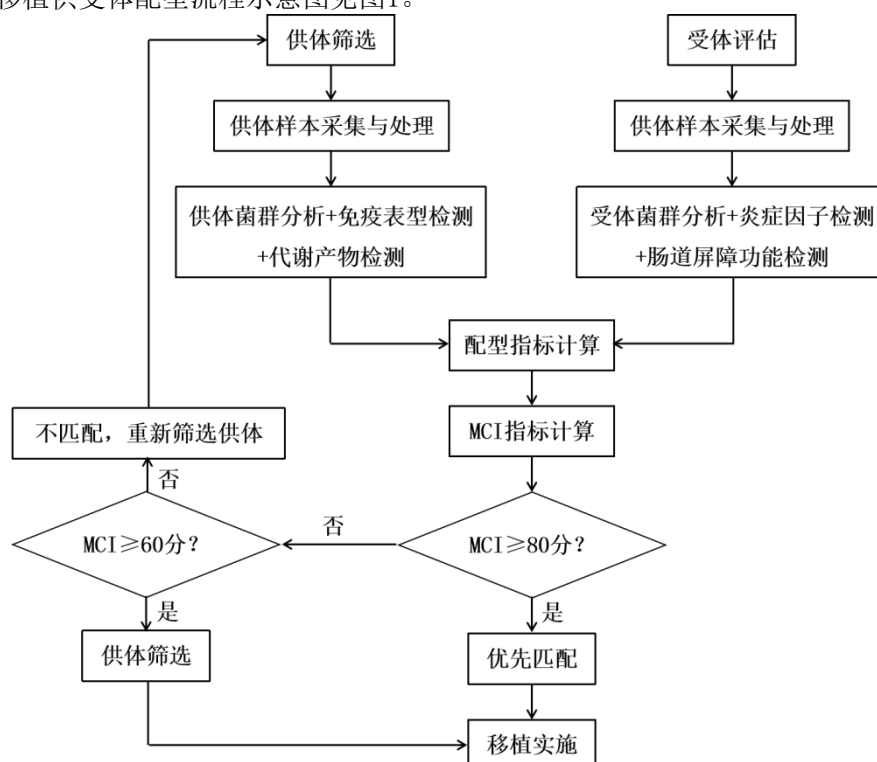 移植供受体配型流程示意图见图1。
供体筛选
受体评估
供体样本采集与处理
供体样本采集与处理
供体菌群分析+免疫表型检测
+代谢产物检测
受体菌群分析+炎症因子检测
+肠道屏障功能检测
配型指标计算
MCI指标计算
不匹配，重新筛选供体
否
MCI≥60分？
否
MCI≥80分？
是
是
供体筛选
优先匹配
移植实施